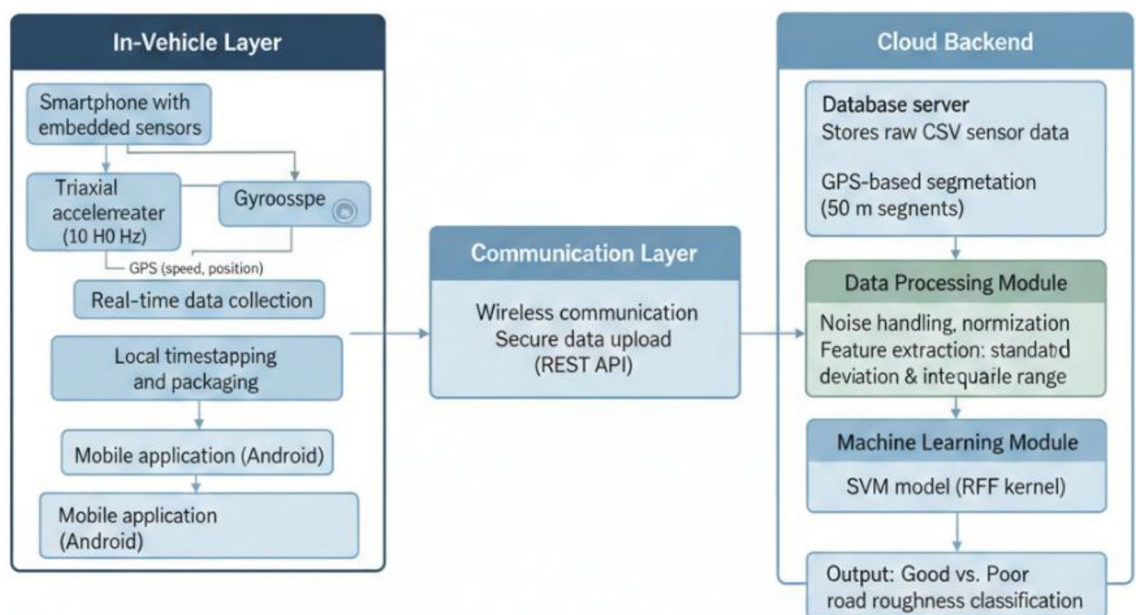 In-Vehicle Layer
Smartphone with
embedded sensors
Triaxial
accelemeater
(10 H0 Hz)
Gyroosspe
GPS (speed, position)
Real-time data collection
Local timestapping
and packaging
Mobile application (Android)
Mobile application
(Android)
Communication Layer
Wireless communication
Secure data upload
(REST API)
Cloud Backend
Database server
Stores raw CSV sensor data
GPS-based segmetation
(50 m segnents)
Data Processing Module
Noise handling, normization
Feature extraction: standatd
deviation & intequaile range
Machine Learning Module
SVM model (RFF kernel)
Output: Good vs. Poor
road roughness classification